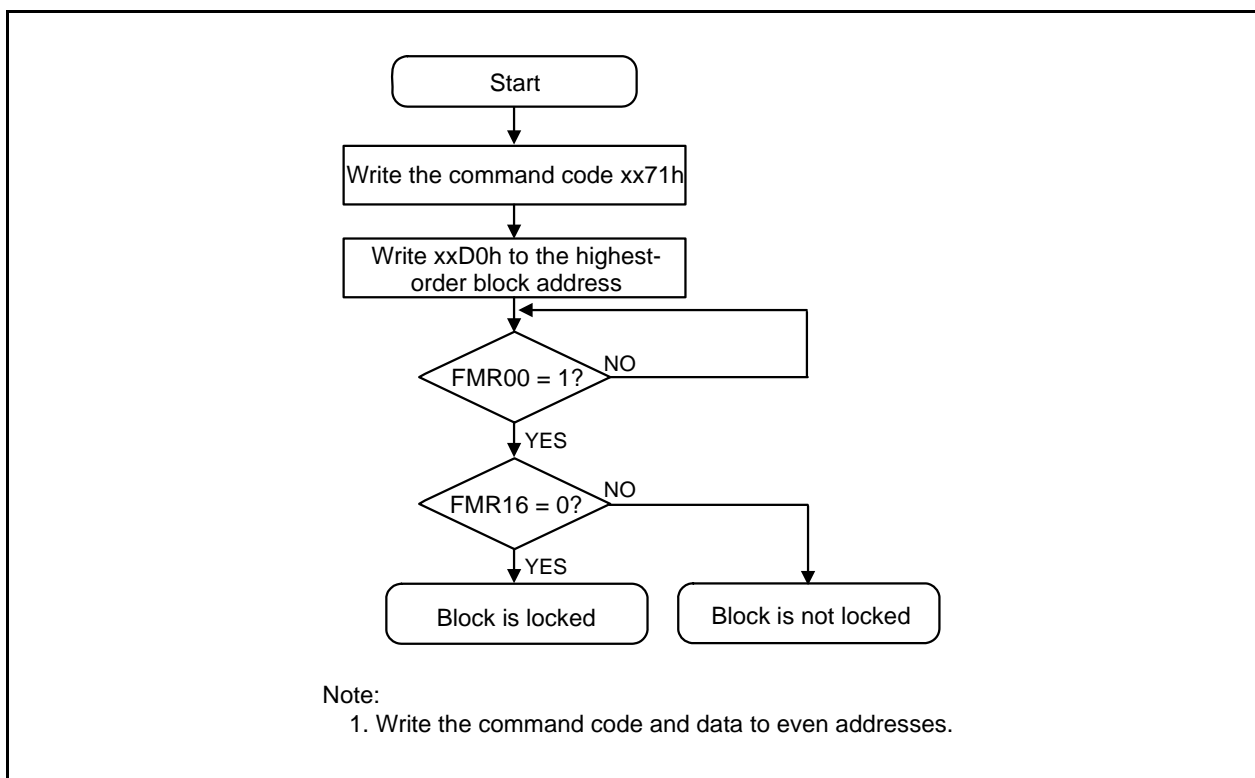 Start
Write the command code xx71h
Write xxD0h to the highest-
order block address
FMR00 = 1?
NO
YES
FMR16 = 0?
NO
YES
Block is locked
Block is not locked
Note:
1. Write the command code and data to even addresses.